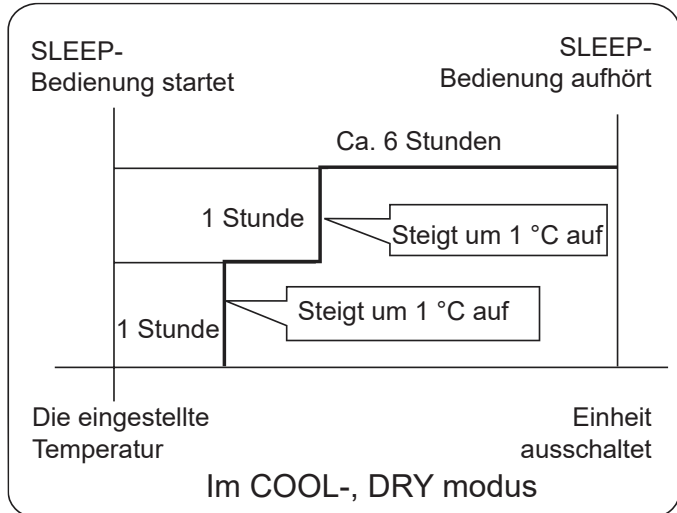 SLEEP-
Bedienung startet
SLEEP-
Bedienung aufhört
Ca. 6 Stunden
1 Stunde
Steigt um 1 °C auf
1 Stunde
Steigt um 1 °C auf
Die eingestellte
Temperatur
Einheit
ausschaltet
Im COOL-, DRY modus